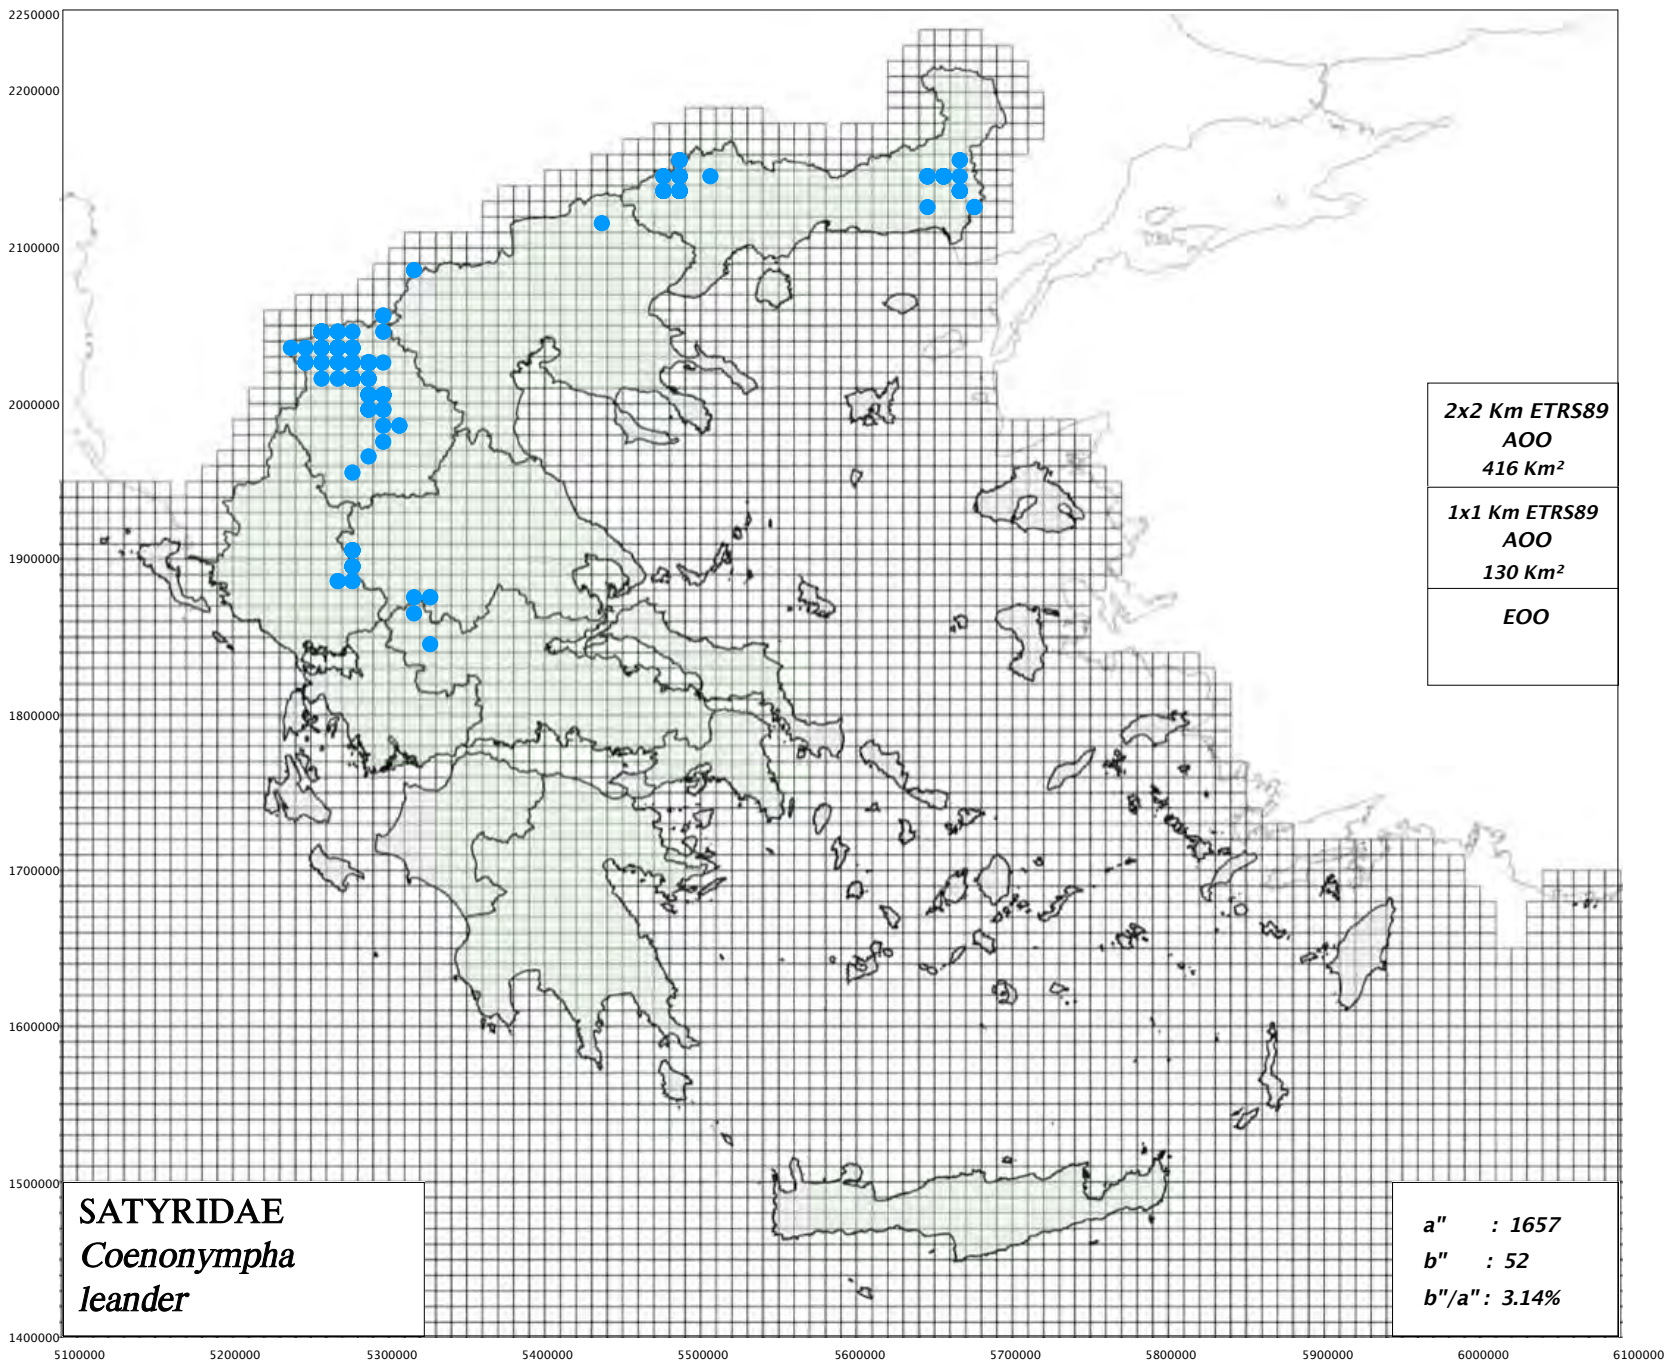 2250000
2200000
2100000
2000000
1900000
1800000
1700000
1600000
1500000
1400000
5100000 5200000 5300000 5400000 5500000 5600000 5700000 5800000 5900000 6000000 6100000
2x2 Km ETRS89
AOO
416 Km²
1x1 Km ETRS89
AOO
130 Km²
EOO
SATYRIDAE
Coenonympha
leander
a" : 1657
b" : 52
b"/a" : 3.14%